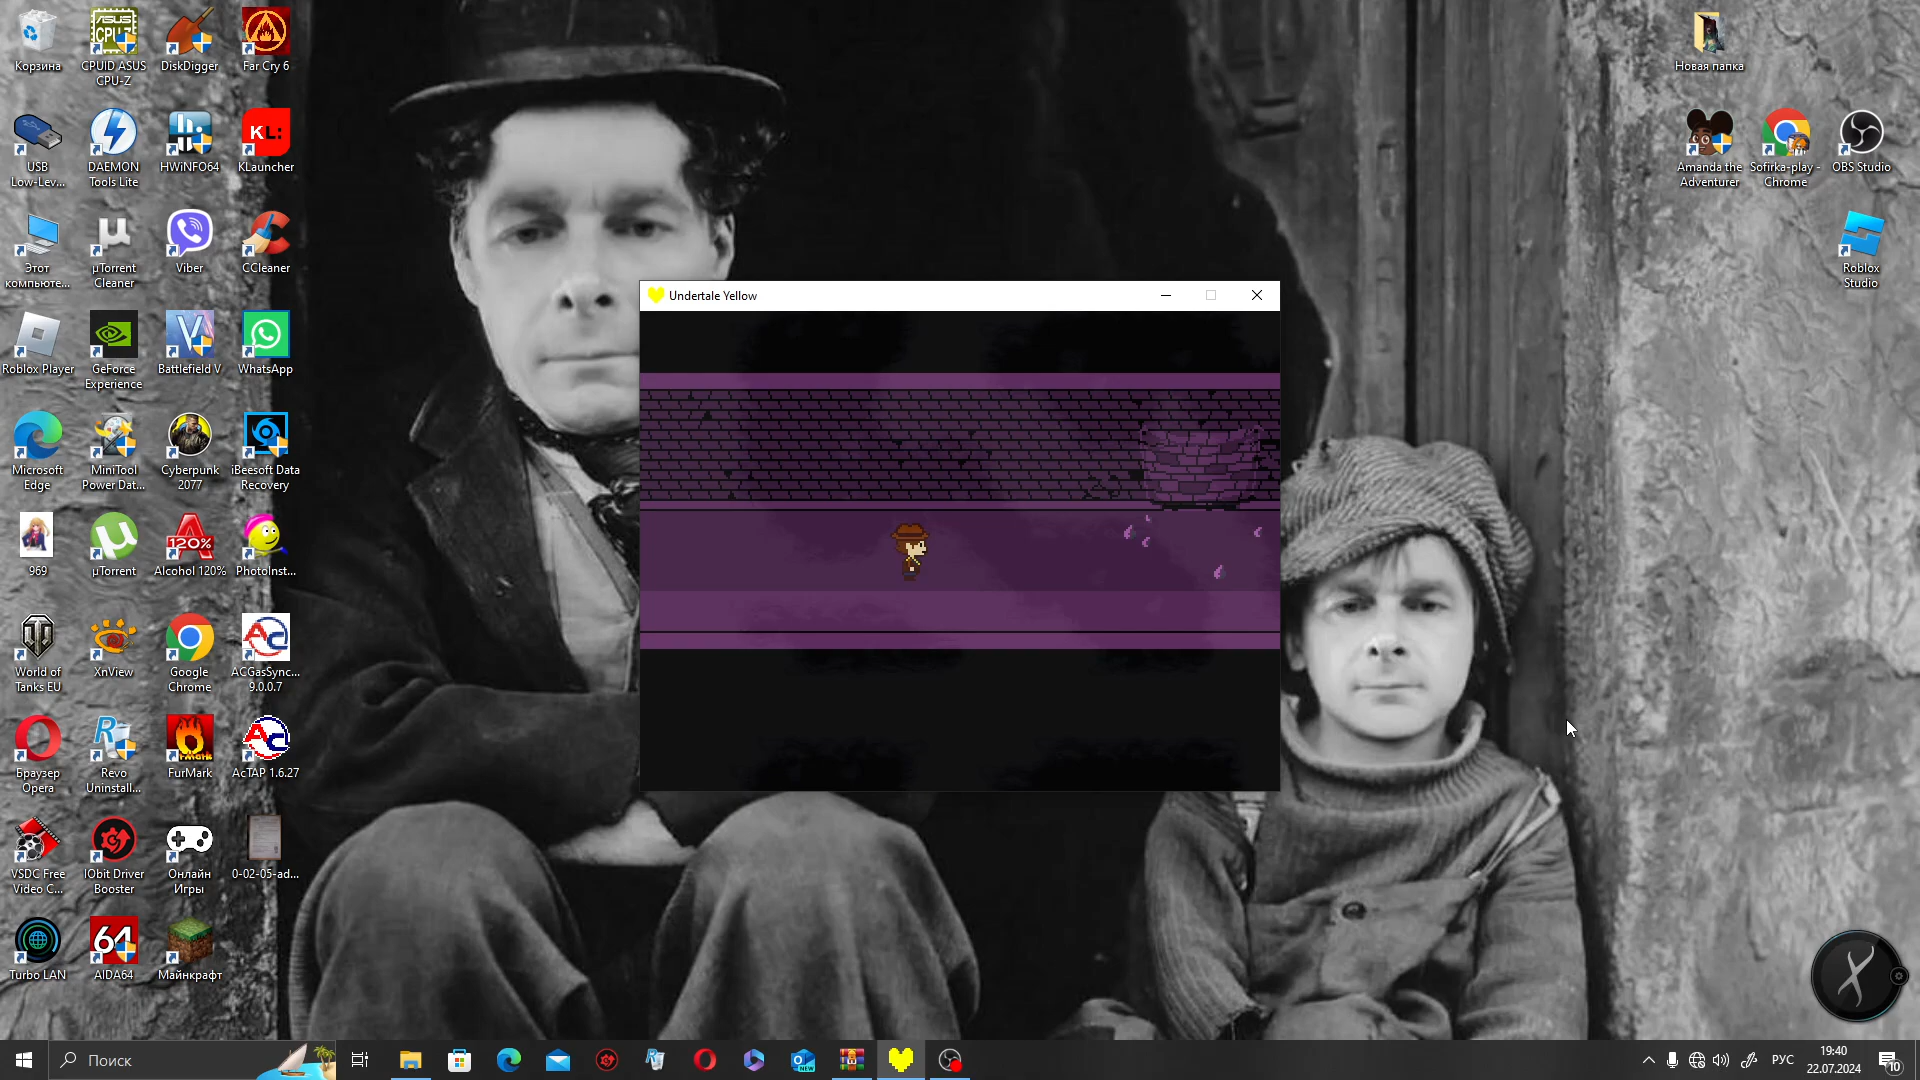 Корзина
CPUID ASUS
CPU-Z
DiskDigger
Far Cry 6
USB
Low-Lev...
DAEMON
Tools Lite
HWiNFO64
KLauncher
Этот
компьюте...
µTorrent
Cleaner
Viber
CCleaner
Roblox Player
GeForce
Experience
Battlefield V
WhatsApp
Microsoft
Edge
MiniTool
Power Dat...
Cyberpunk
2077
iBeesoft Data
Recovery
969
µTorrent
Alcohol 120%
PhotoInst...
World of
Tanks EU
XnView
Google
Chrome
ACGasSync...
9.0.0.7
Браузер
Opera
Revo
Uninstall...
FurMark
AcTAP 1.6.27
VSDC Free
Video C...
IObit Driver
Booster
Онлайн
Игры
0-02-05-ad...
Turbo LAN
AIDA64
Майнкрафт
Undertale Yellow
Новая папка
Amanda the
Adventurer
Sofirka-play -
Chrome
OBS Studio
Roblox
Studio
Поиск
РУС
19:40
22.07.2024
10